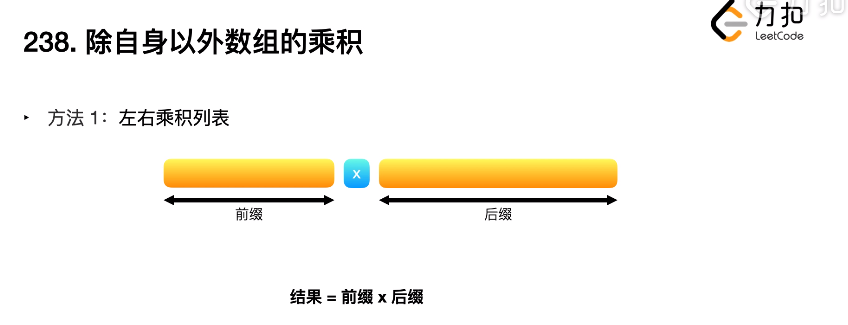 力扣
LeetCode
238. 除自身以外数组的乘积
‣ 方法 1：左右乘积列表
x
前缀 后缀
结果 = 前缀 x 后缀